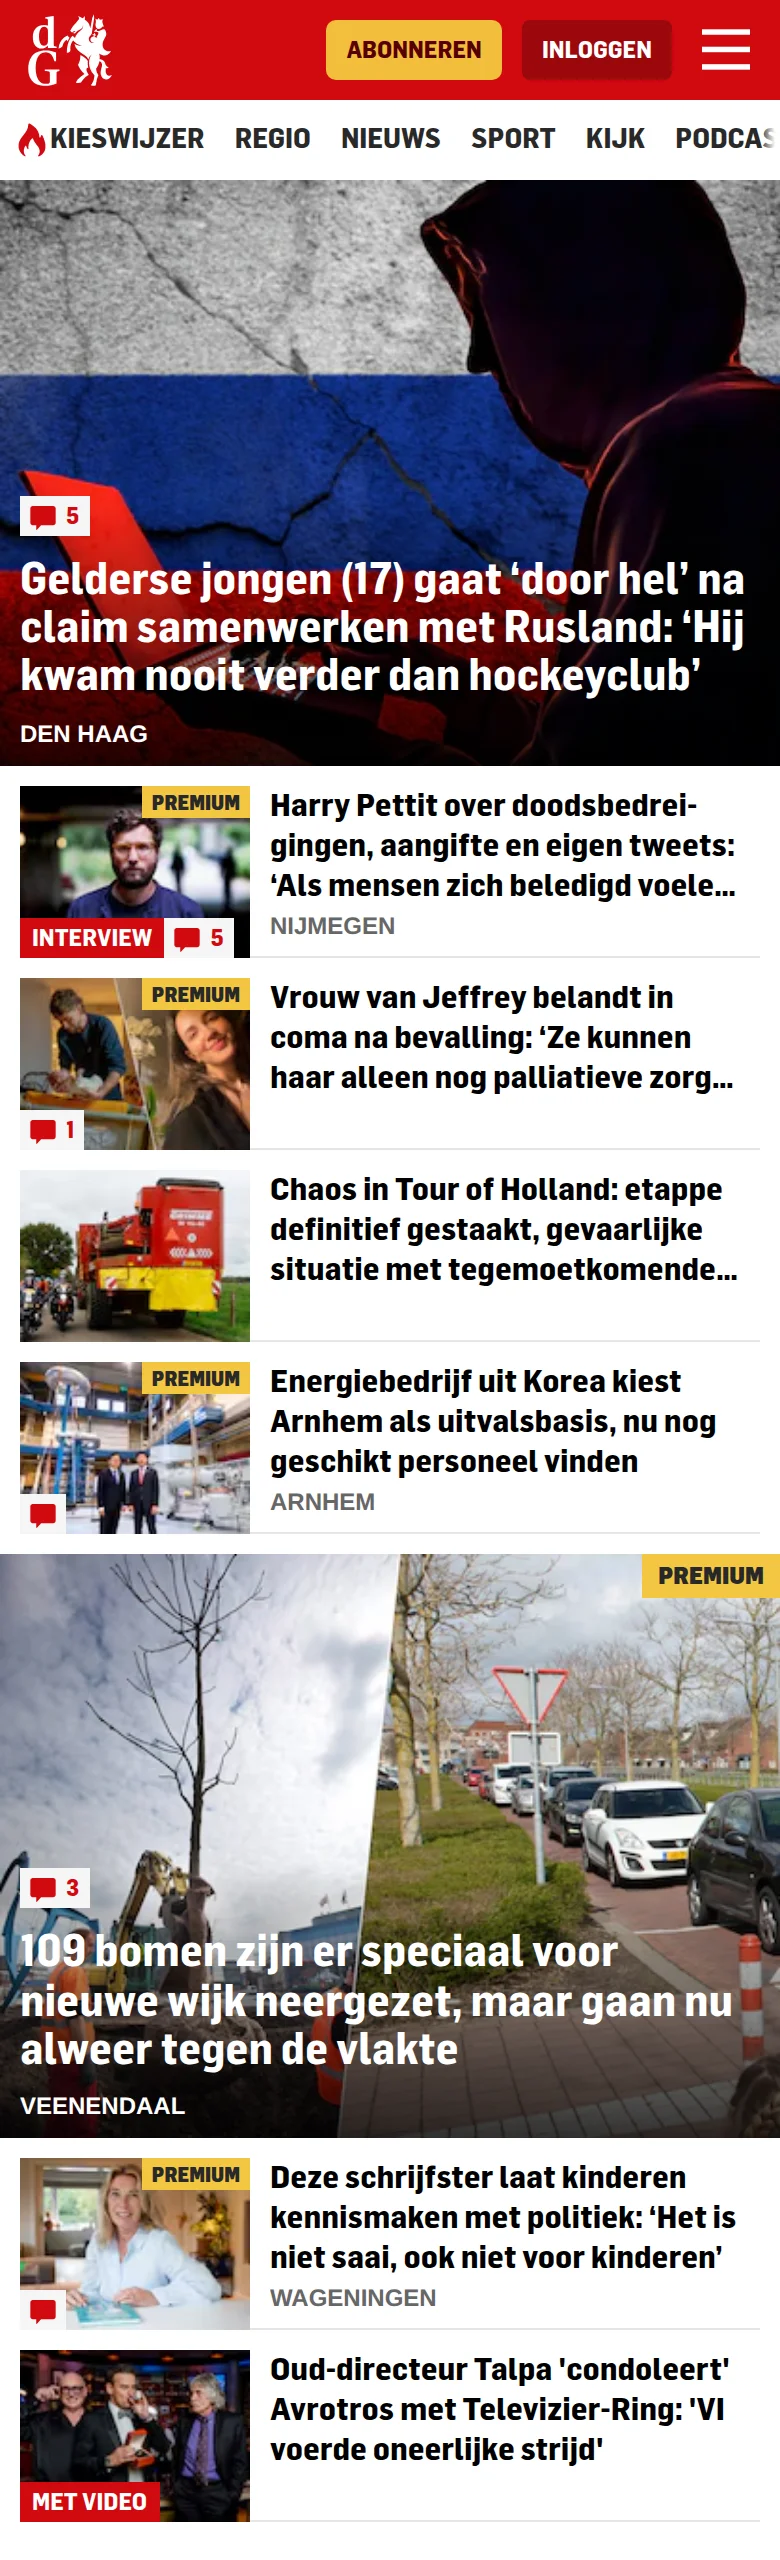 dG
ABONNEREN
INLOGGEN
KIESWIJZER REGIO NIEUWS SPORT KIJK PODCAS
5
Gelderse jongen (17) gaat ‘door hel’ na
claim samenwerken met Rusland: ‘Hij
kwam nooit verder dan hockeyclub’
DEN HAAG
PREMIUM
INTERVIEW
5
Harry Pettit over doodsbedrei-
gingen, aangifte en eigen tweets:
‘Als mensen zich beledigd voele...
NIJMEGEN
PREMIUM
1
Vrouw van Jeffrey belandt in
coma na bevalling: ‘Ze kunnen
haar alleen nog palliatieve zorg...
Chaos in Tour of Holland: etappe
definitief gestaakt, gevaarlijke
situatie met tegemoetkomende...
PREMIUM
Energiebedrijf uit Korea kiest
Arnhem als uitvalsbasis, nu nog
geschikt personeel vinden
ARNHEM
PREMIUM
3
109 bomen zijn er speciaal voor
nieuwe wijk neergezet, maar gaan nu
alweer tegen de vlakte
VEENENDAAL
PREMIUM
Deze schrijfster laat kinderen
kennismaken met politiek: ‘Het is
niet saai, ook niet voor kinderen’
WAGENINGEN
MET VIDEO
Oud-directeur Talpa 'condoleert'
Avrotros met Televizier-Ring: 'VI
voerde oneerlijke strijd'